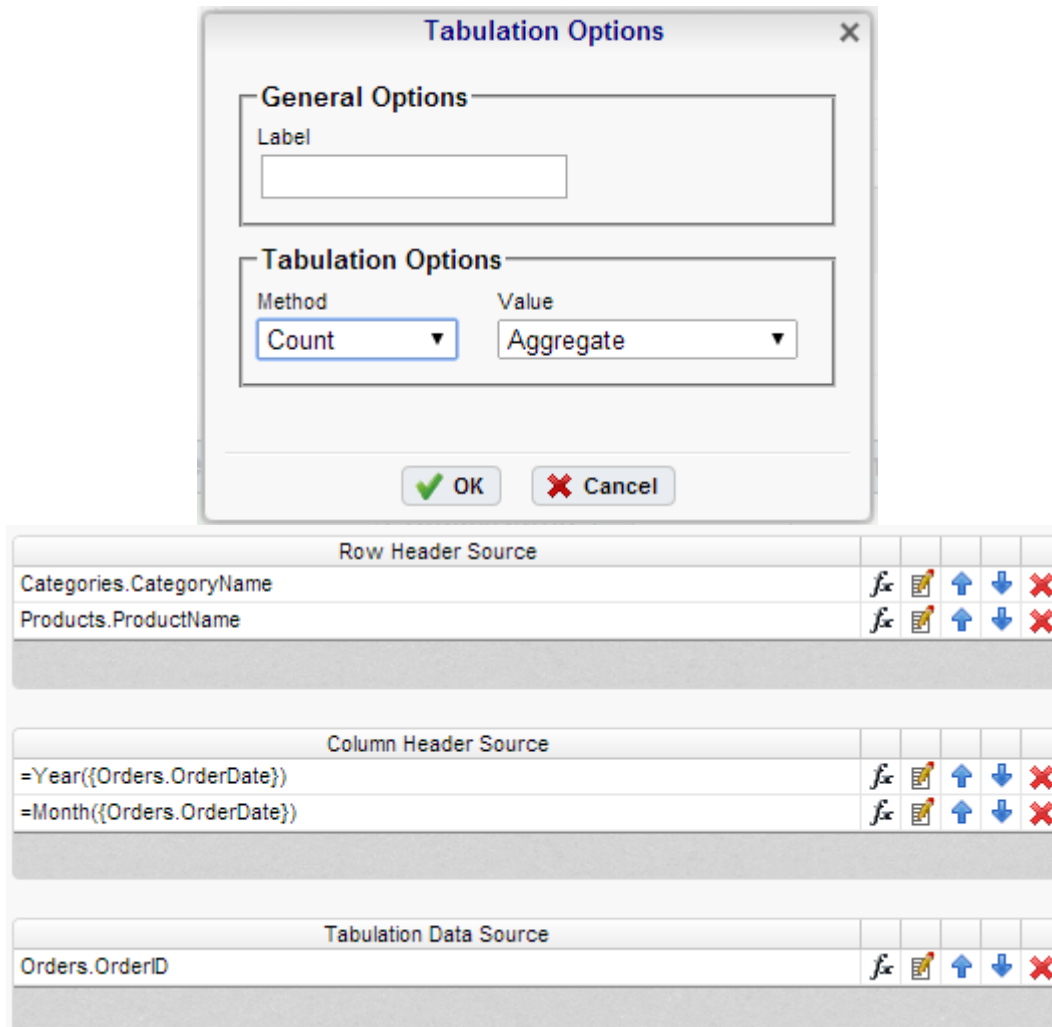 Tabulation Options
General Options
Label
Tabulation Options
Method Value
Count Aggregate
OK Cancel
Row Header Source
Categories.CategoryName
Products.ProductName
Column Header Source
=Year({Orders.OrderDate})
=Month({Orders.OrderDate})
Tabulation Data Source
Orders.OrderID